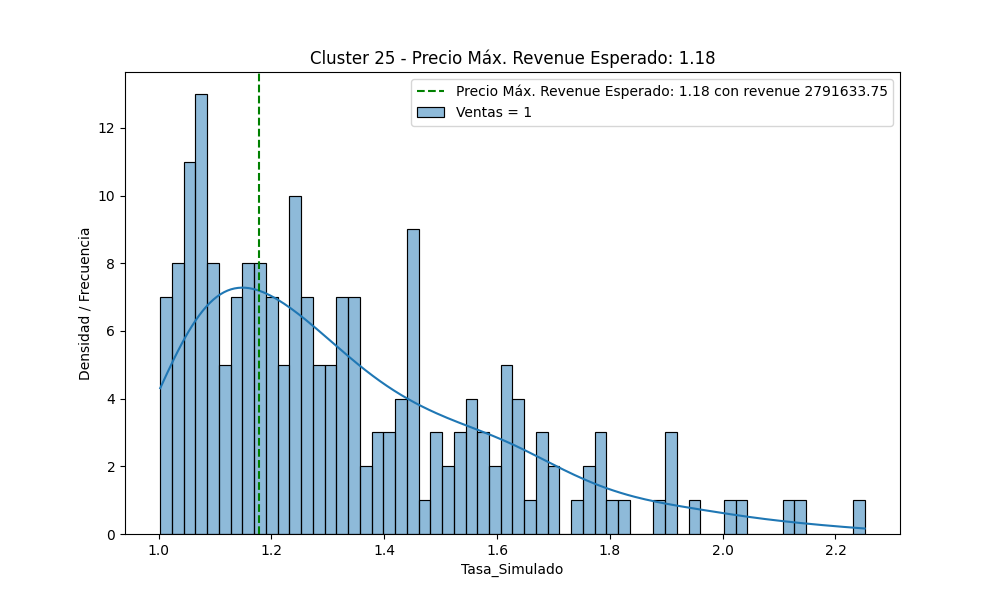 Cluster 25 - Precio Máx. Revenue Esperado: 1.18
Precio Máx. Revenue Esperado: 1.18 con revenue 2791633.75
Ventas = 1
Densidad / Frecuencia
12
10
8
6
4
2
0
1.0 1.2 1.4 1.6 1.8 2.0 2.2
Tasa_Simulado